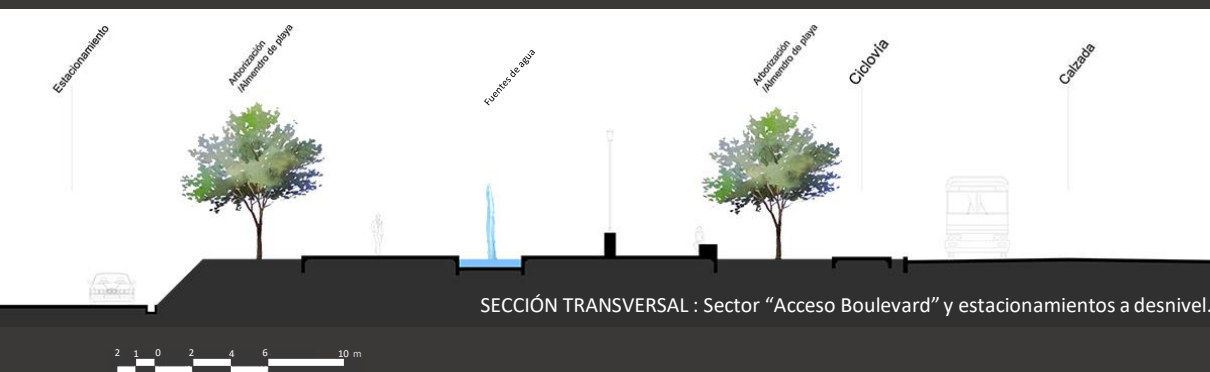 Estacionamiento
Arborización
/Almendro de playa
Fuentes de agua
Arborización
/Almendro de playa
Ciclovía
Calzada
SECCIÓN TRANSVERSAL : Sector “Acceso Boulevard” y estacionamientos a desnivel.
2 1 0 2 4 6 10 m